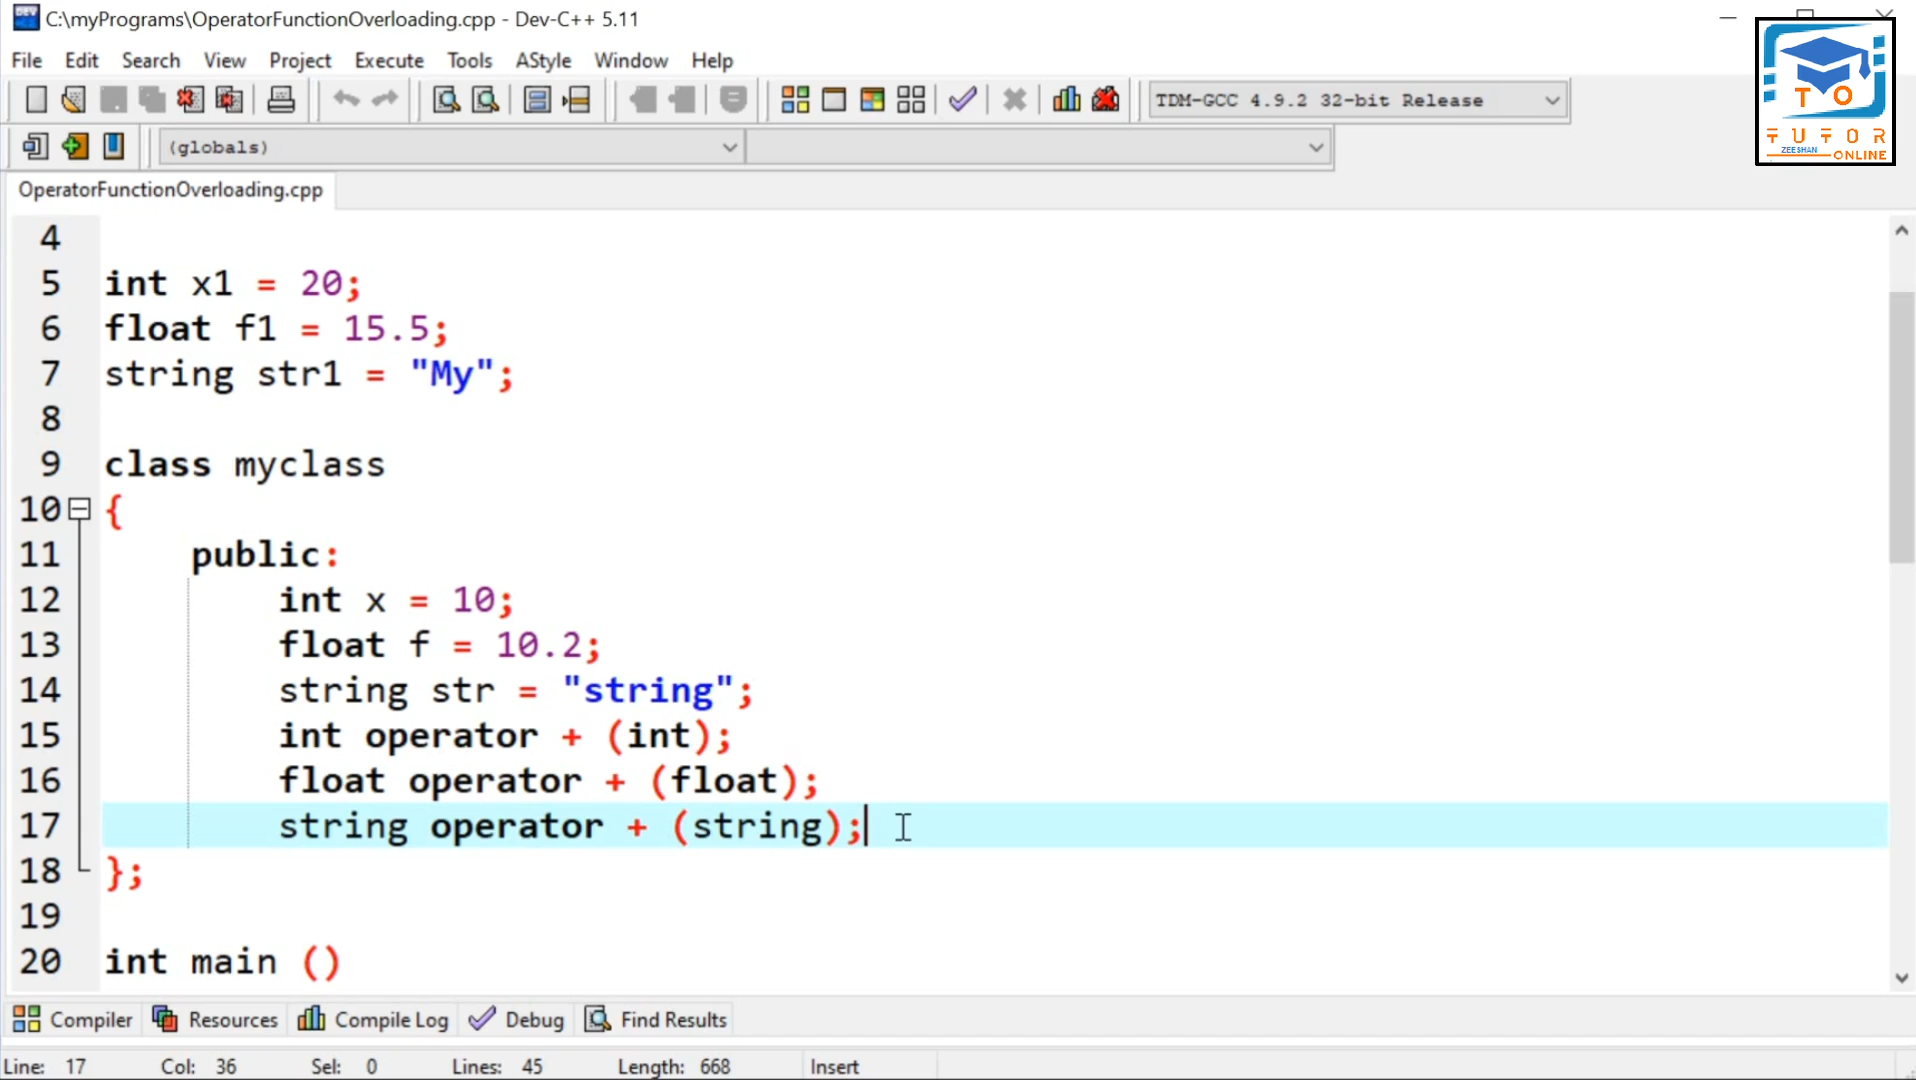 C:\myPrograms\OperatorFunctionOverloading.cpp - Dev-C++ 5.11
File Edit Search View Project Execute Tools AStyle Window Help
TDM-GCC 4.9.2 32-bit Release
TO
TUTOR
ZEESHAN
ONLINE
(globals)
OperatorFunctionOverloading.cpp
4
5 int x1 = 20;
6 float f1 = 15.5;
7 string str1 = "My";
8
9 class myclass
10 {
11 public:
12 int x = 10;
13 float f = 10.2;
14 string str = "string";
15 int operator + (int);
16 float operator + (float);
17 string operator + (string);
18 };
19
20 int main ()
Compiler Resources Compile Log Debug Find Results
Line: 17 Col: 36 Sel: 0 Lines: 45 Length: 668 Insert